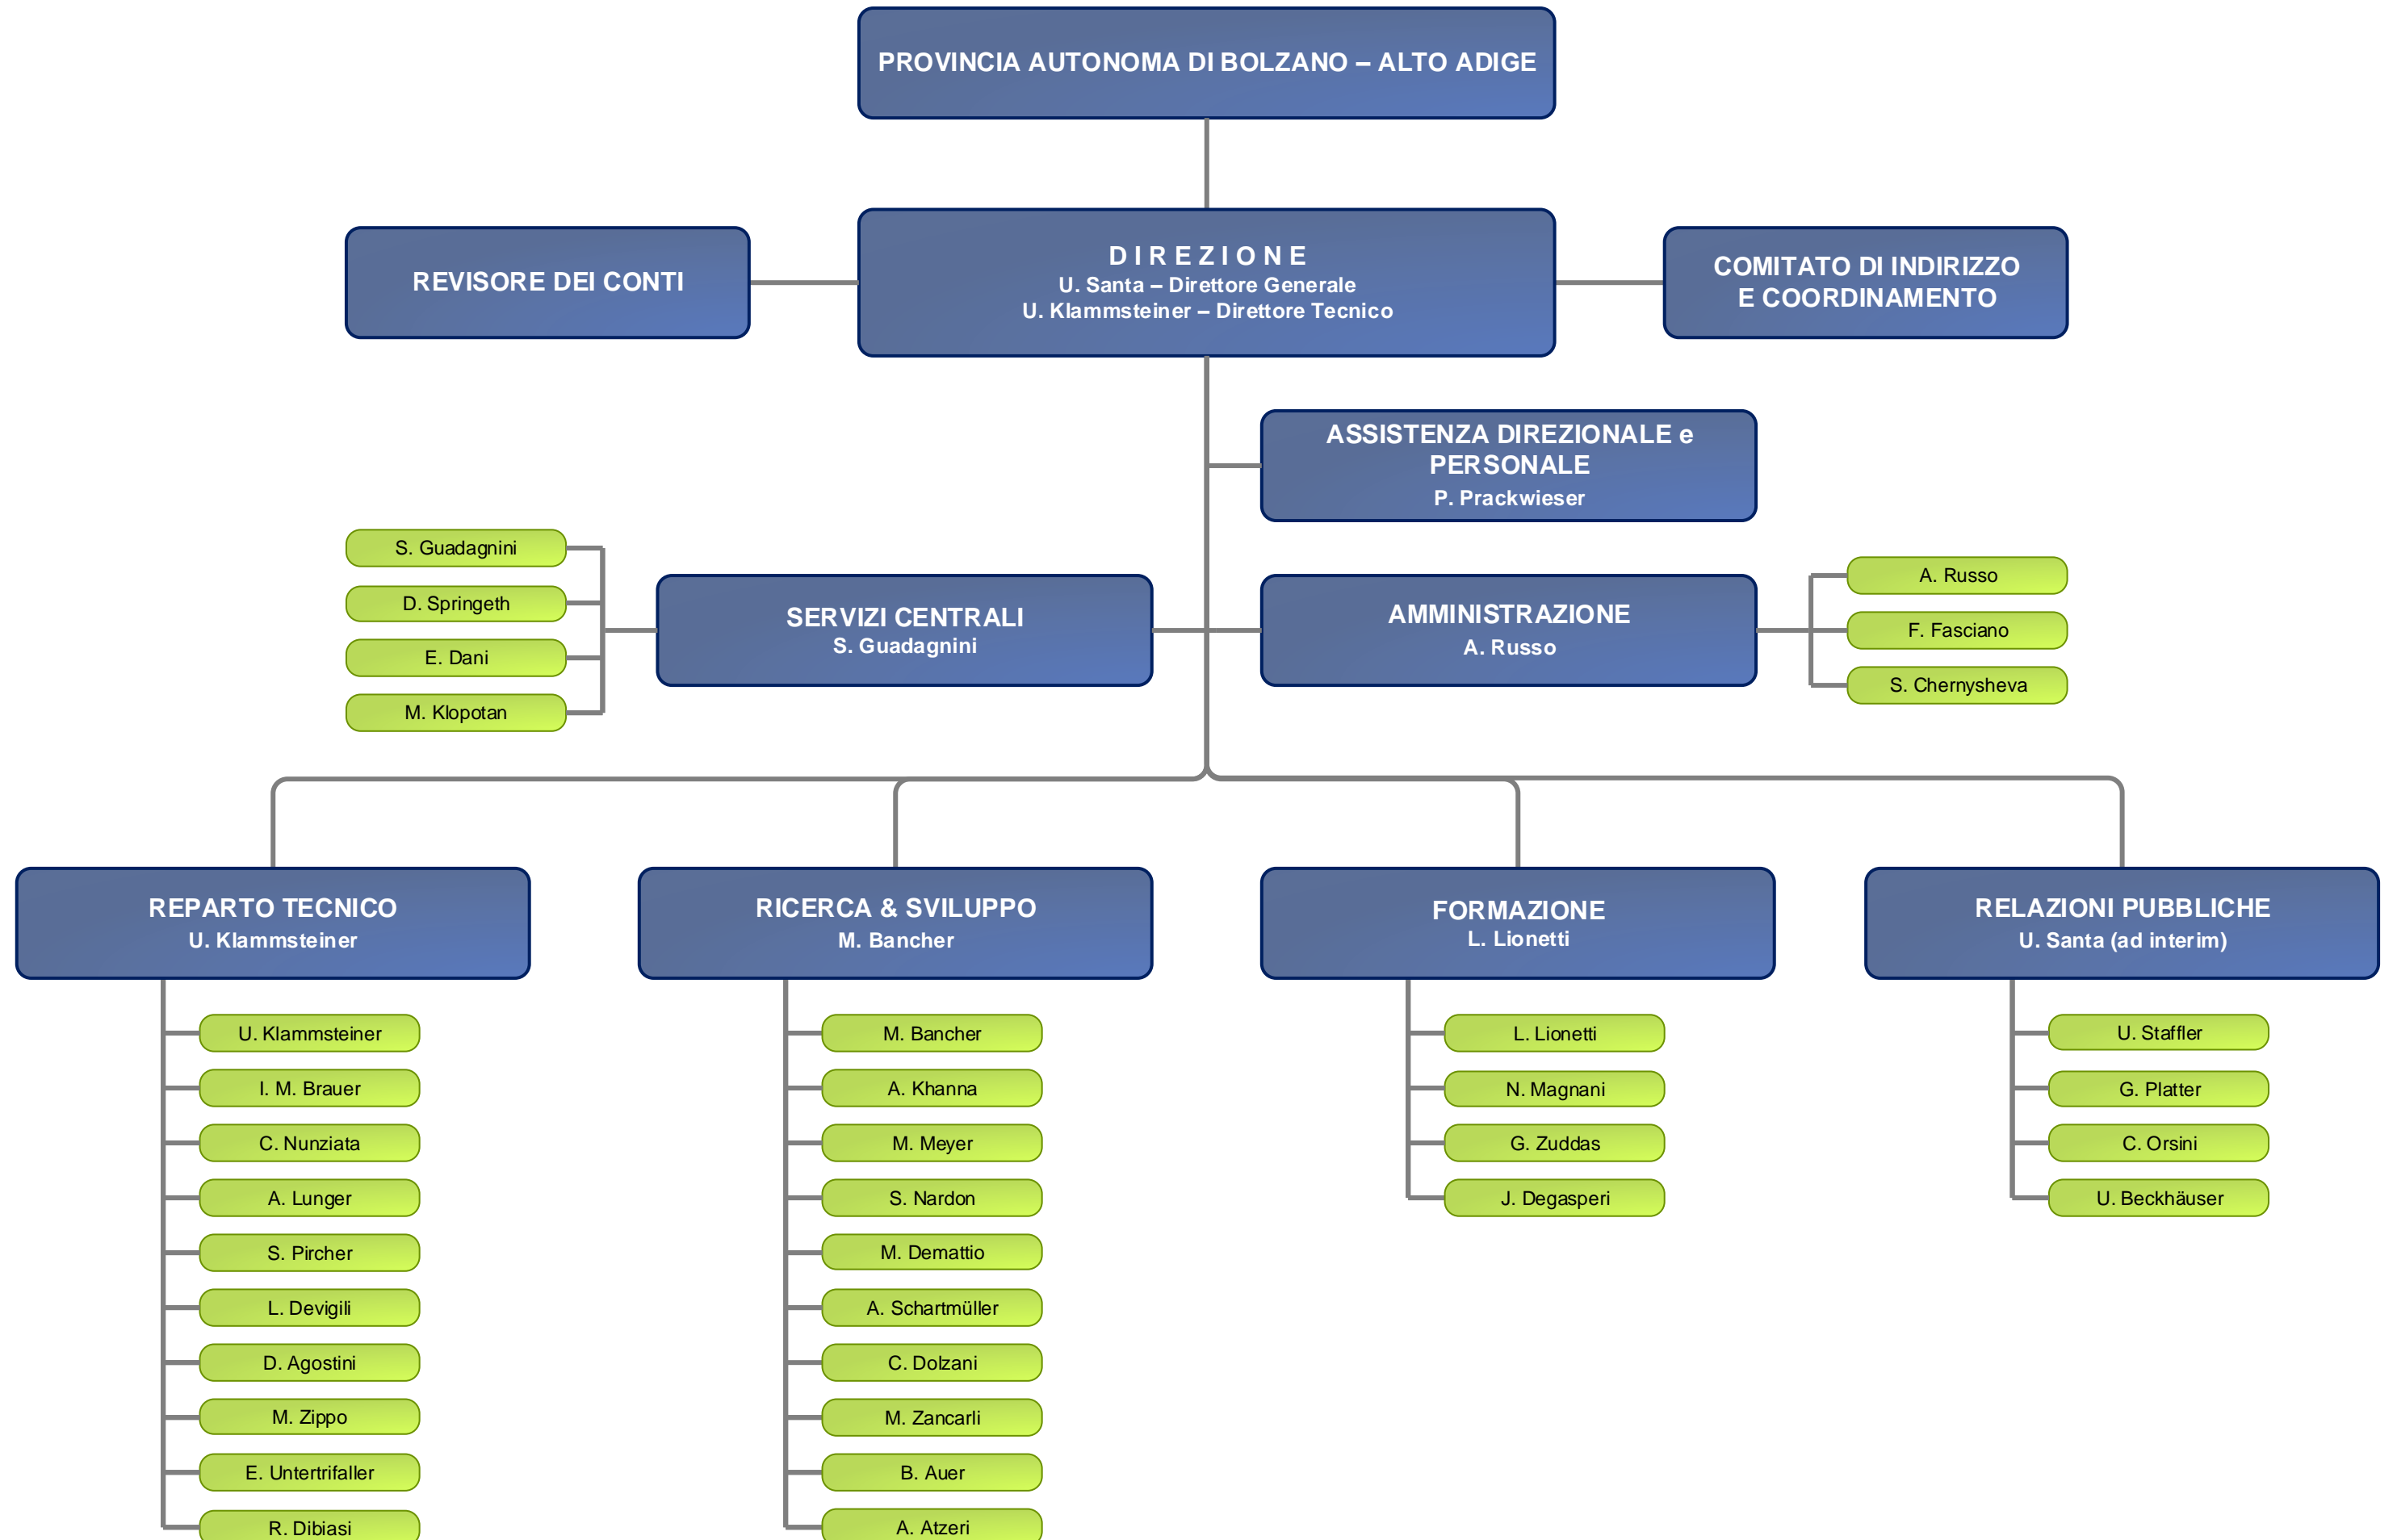 PROVINCIA AUTONOMA DI BOLZANO – ALTO ADIGE
REVISORE DEI CONTI
D I R E Z I O N E
U. Santa – Direttore Generale
U. Klammsteiner – Direttore Tecnico
COMITATO DI INDIRIZZO
E COORDINAMENTO
ASSISTENZA DIREZIONALE e
PERSONALE
P. Prackwieser
S. Guadagnini
D. Springeth
E. Dani
M. Klopotan
SERVIZI CENTRALI
S. Guadagnini
AMMINISTRAZIONE
A. Russo
A. Russo
F. Fasciano
S. Chernysheva
REPARTO TECNICO
U. Klammsteiner
U. Klammsteiner
I. M. Brauer
C. Nunziata
A. Lunger
S. Pircher
L. Devigili
D. Agostini
M. Zippo
E. Untertrifaller
R. Dibiasi
RICERCA & SVILUPPO
M. Bancher
M. Bancher
A. Khanna
M. Meyer
S. Nardon
M. Demattio
A. Schartmüller
C. Dolzani
M. Zancarli
B. Auer
A. Atzeri
FORMAZIONE
L. Lionetti
L. Lionetti
N. Magnani
G. Zuddas
J. Degasperi
RELAZIONI PUBBLICHE
U. Santa (ad interim)
U. Staffler
G. Platter
C. Orsini
U. Beckhäuser